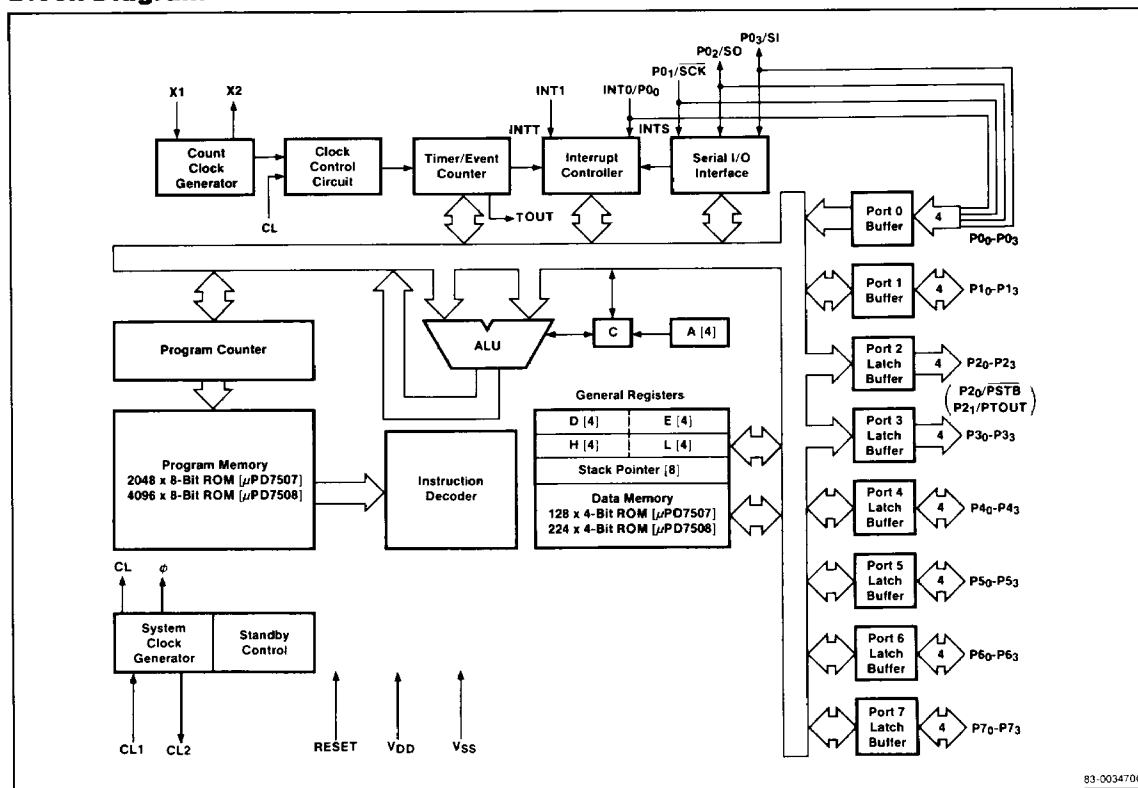 P0₃/SI
P0₂/SO
P0₁/S̅C̅K̅
X1
X2
INT1
INT0/P0₀
INTT
INTS
Count
Clock
Generator
Clock
Control
Circuit
Timer/Event
Counter
Interrupt
Controller
Serial I/O
Interface
CL
TOUT
Port 0
Buffer
4
P0₀-P0₃
Port 1
Buffer
4
P1₀-P1₃
Program Counter
ALU
C
A [4]
Port 2
Latch
Buffer
4
P2₀-P2₃
(P2₀/P̅S̅T̅B̅
P2₁/PTOUT)
General Registers
D [4]
E [4]
H [4]
L [4]
Stack Pointer [8]
Data Memory
128 x 4-Bit ROM [µPD7507]
224 x 4-Bit ROM [µPD7508]
Port 3
Latch
Buffer
4
P3₀-P3₃
Program Memory
2048 x 8-Bit ROM [µPD7507]
4096 x 8-Bit ROM [µPD7508]
Instruction
Decoder
Port 4
Latch
Buffer
4
P4₀-P4₃
CL
ϕ
Port 5
Latch
Buffer
4
P5₀-P5₃
System
Clock
Generator
Standby
Control
Port 6
Latch
Buffer
4
P6₀-P6₃
CL1
CL2
RESET
VDD
VSS
Port 7
Latch
Buffer
4
P7₀-P7₃